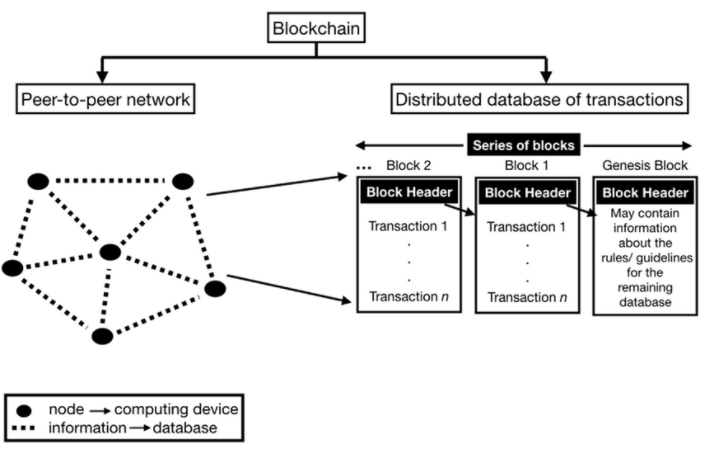 Blockchain
Peer-to-peer network
Distributed database of transactions
Series of blocks
... Block 2
Block 1
Genesis Block
Block Header
Transaction 1
.
.
.
Transaction n
Block Header
Transaction 1
.
.
.
Transaction n
Block Header
May contain
information
about the
rules/ guidelines
for the
remaining
database
node → computing device
information → database